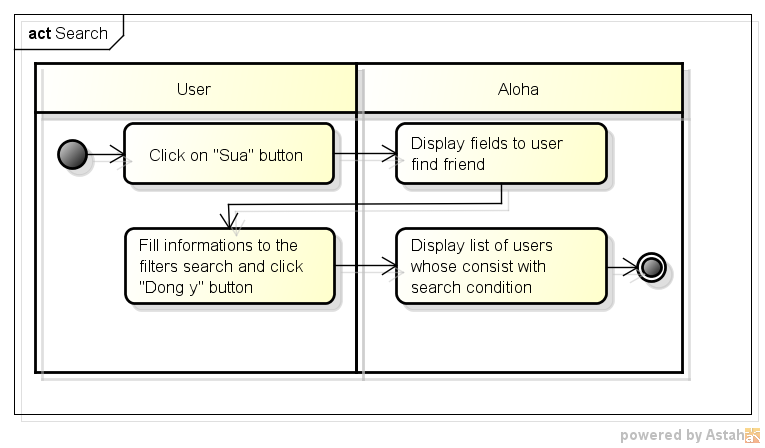 act Search
User
Aloha
Click on "Sua" button
Display fields to user
find friend
Fill informations to the
filters search and click
"Dong y" button
Display list of users
whose consist with
search condition
powered by Astah